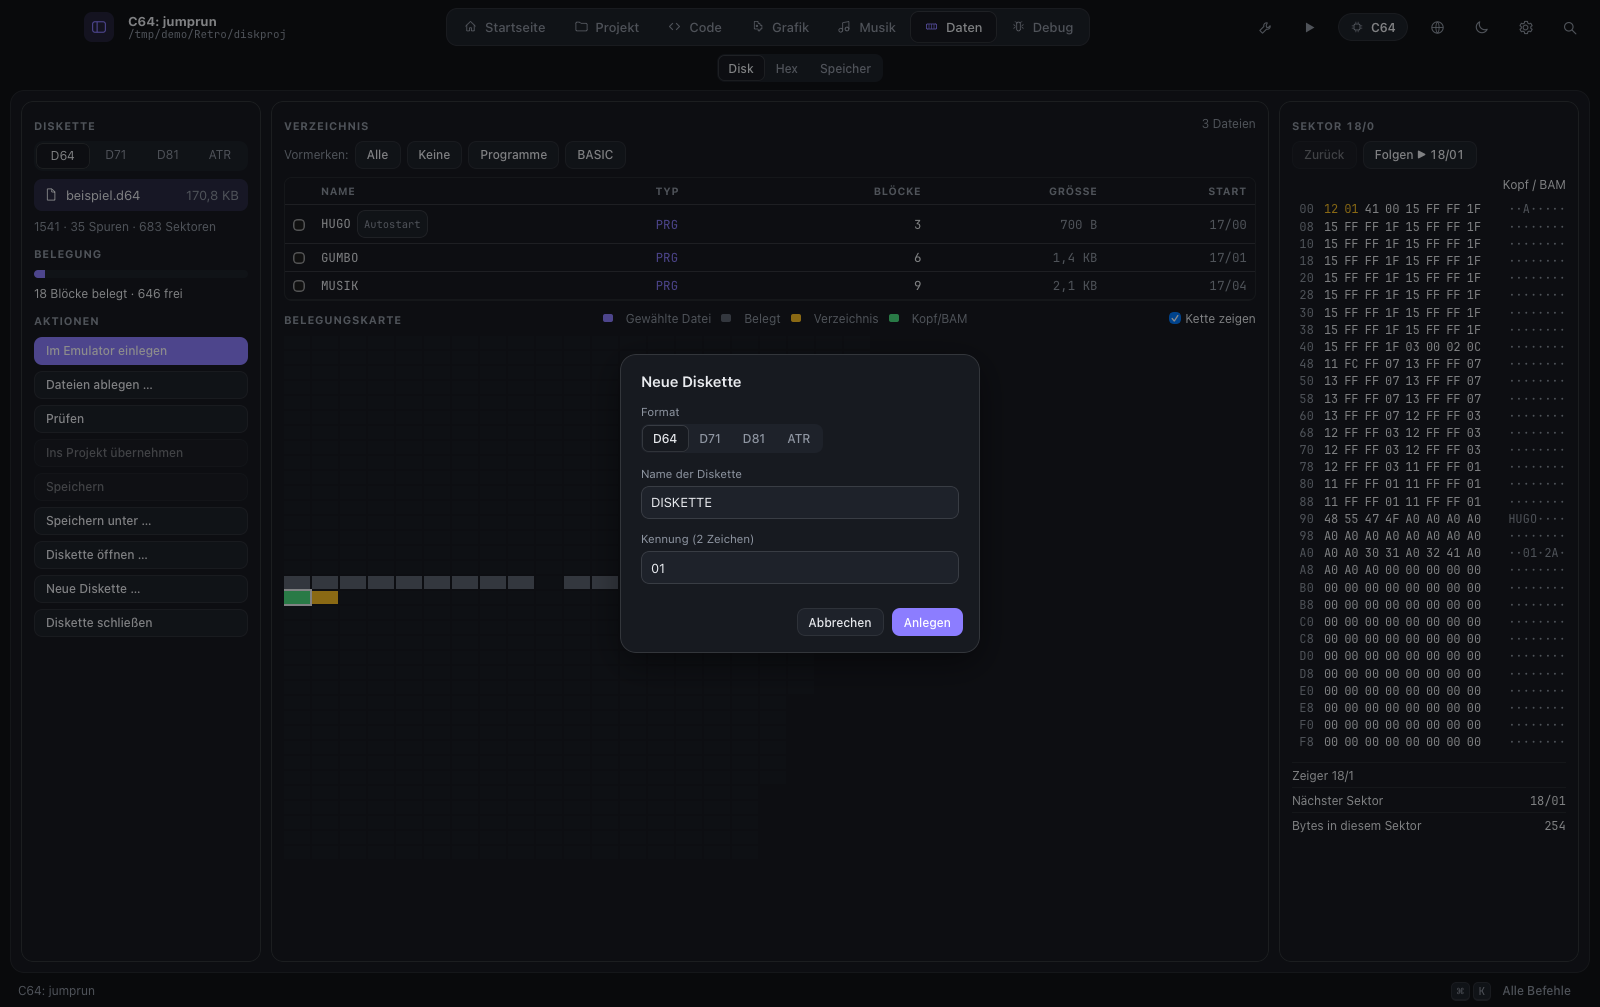 C64: jumprun
/tmp/demo/Retro/diskproj
Startseite
Projekt
Code
Grafik
Musik
Daten
Debug
C64
Disk
Hex
Speicher
DISKETTE
D64 D71 D81 ATR
beispiel.d64 170,8 KB
1541 · 35 Spuren · 683 Sektoren
BELEGUNG
18 Blöcke belegt · 646 frei
AKTIONEN
Im Emulator einlegen
Dateien ablegen ...
Prüfen
Ins Projekt übernehmen
Speichern
Speichern unter ...
Diskette öffnen ...
Neue Diskette ...
Diskette schließen
VERZEICHNIS 3 Dateien
Vormerken: Alle Keine Programme BASIC
NAME TYP BLÖCKE GRÖSSE START
HUGO Autostart PRG 3 700 B 17/00
GUMBO PRG 6 1,4 KB 17/01
MUSIK PRG 9 2,1 KB 17/04
BELEGUNGSKARTE Gewählte Datei Belegt Verzeichnis Kopf/BAM Kette zeigen
Neue Diskette
Format
D64 D71 D81 ATR
Name der Diskette
DISKETTE
Kennung (2 Zeichen)
01
Abbrechen Anlegen
SEKTOR 18/0
Zurück Folgen ▶ 18/01
Kopf / BAM
00 12 01 41 00 15 FF FF 1F ··A·····
08 15 FF FF 1F 15 FF FF 1F ········
10 15 FF FF 1F 15 FF FF 1F ········
18 15 FF FF 1F 15 FF FF 1F ········
20 15 FF FF 1F 15 FF FF 1F ········
28 15 FF FF 1F 15 FF FF 1F ········
30 15 FF FF 1F 15 FF FF 1F ········
38 15 FF FF 1F 15 FF FF 1F ········
40 15 FF FF 1F 03 00 02 0C ········
48 11 FC FF 07 13 FF FF 07 ········
50 13 FF FF 07 13 FF FF 07 ········
58 13 FF FF 07 13 FF FF 07 ········
60 13 FF FF 07 12 FF FF 03 ········
68 12 FF FF 03 12 FF FF 03 ········
70 12 FF FF 03 12 FF FF 03 ········
78 12 FF FF 03 11 FF FF 01 ········
80 11 FF FF 01 11 FF FF 01 ········
88 11 FF FF 01 11 FF FF 01 ········
90 48 55 47 4F A0 A0 A0 A0 HUGO····
98 A0 A0 A0 A0 A0 A0 A0 A0 ········
A0 A0 A0 30 31 A0 32 41 A0 ··01·2A·
A8 A0 A0 A0 00 00 00 00 00 ········
B0 00 00 00 00 00 00 00 00 ········
B8 00 00 00 00 00 00 00 00 ········
C0 00 00 00 00 00 00 00 00 ········
C8 00 00 00 00 00 00 00 00 ········
D0 00 00 00 00 00 00 00 00 ········
D8 00 00 00 00 00 00 00 00 ········
E0 00 00 00 00 00 00 00 00 ········
E8 00 00 00 00 00 00 00 00 ········
F0 00 00 00 00 00 00 00 00 ········
F8 00 00 00 00 00 00 00 00 ········
Zeiger 18/1
Nächster Sektor 18/01
Bytes in diesem Sektor 254
C64: jumprun
⌘ K Alle Befehle